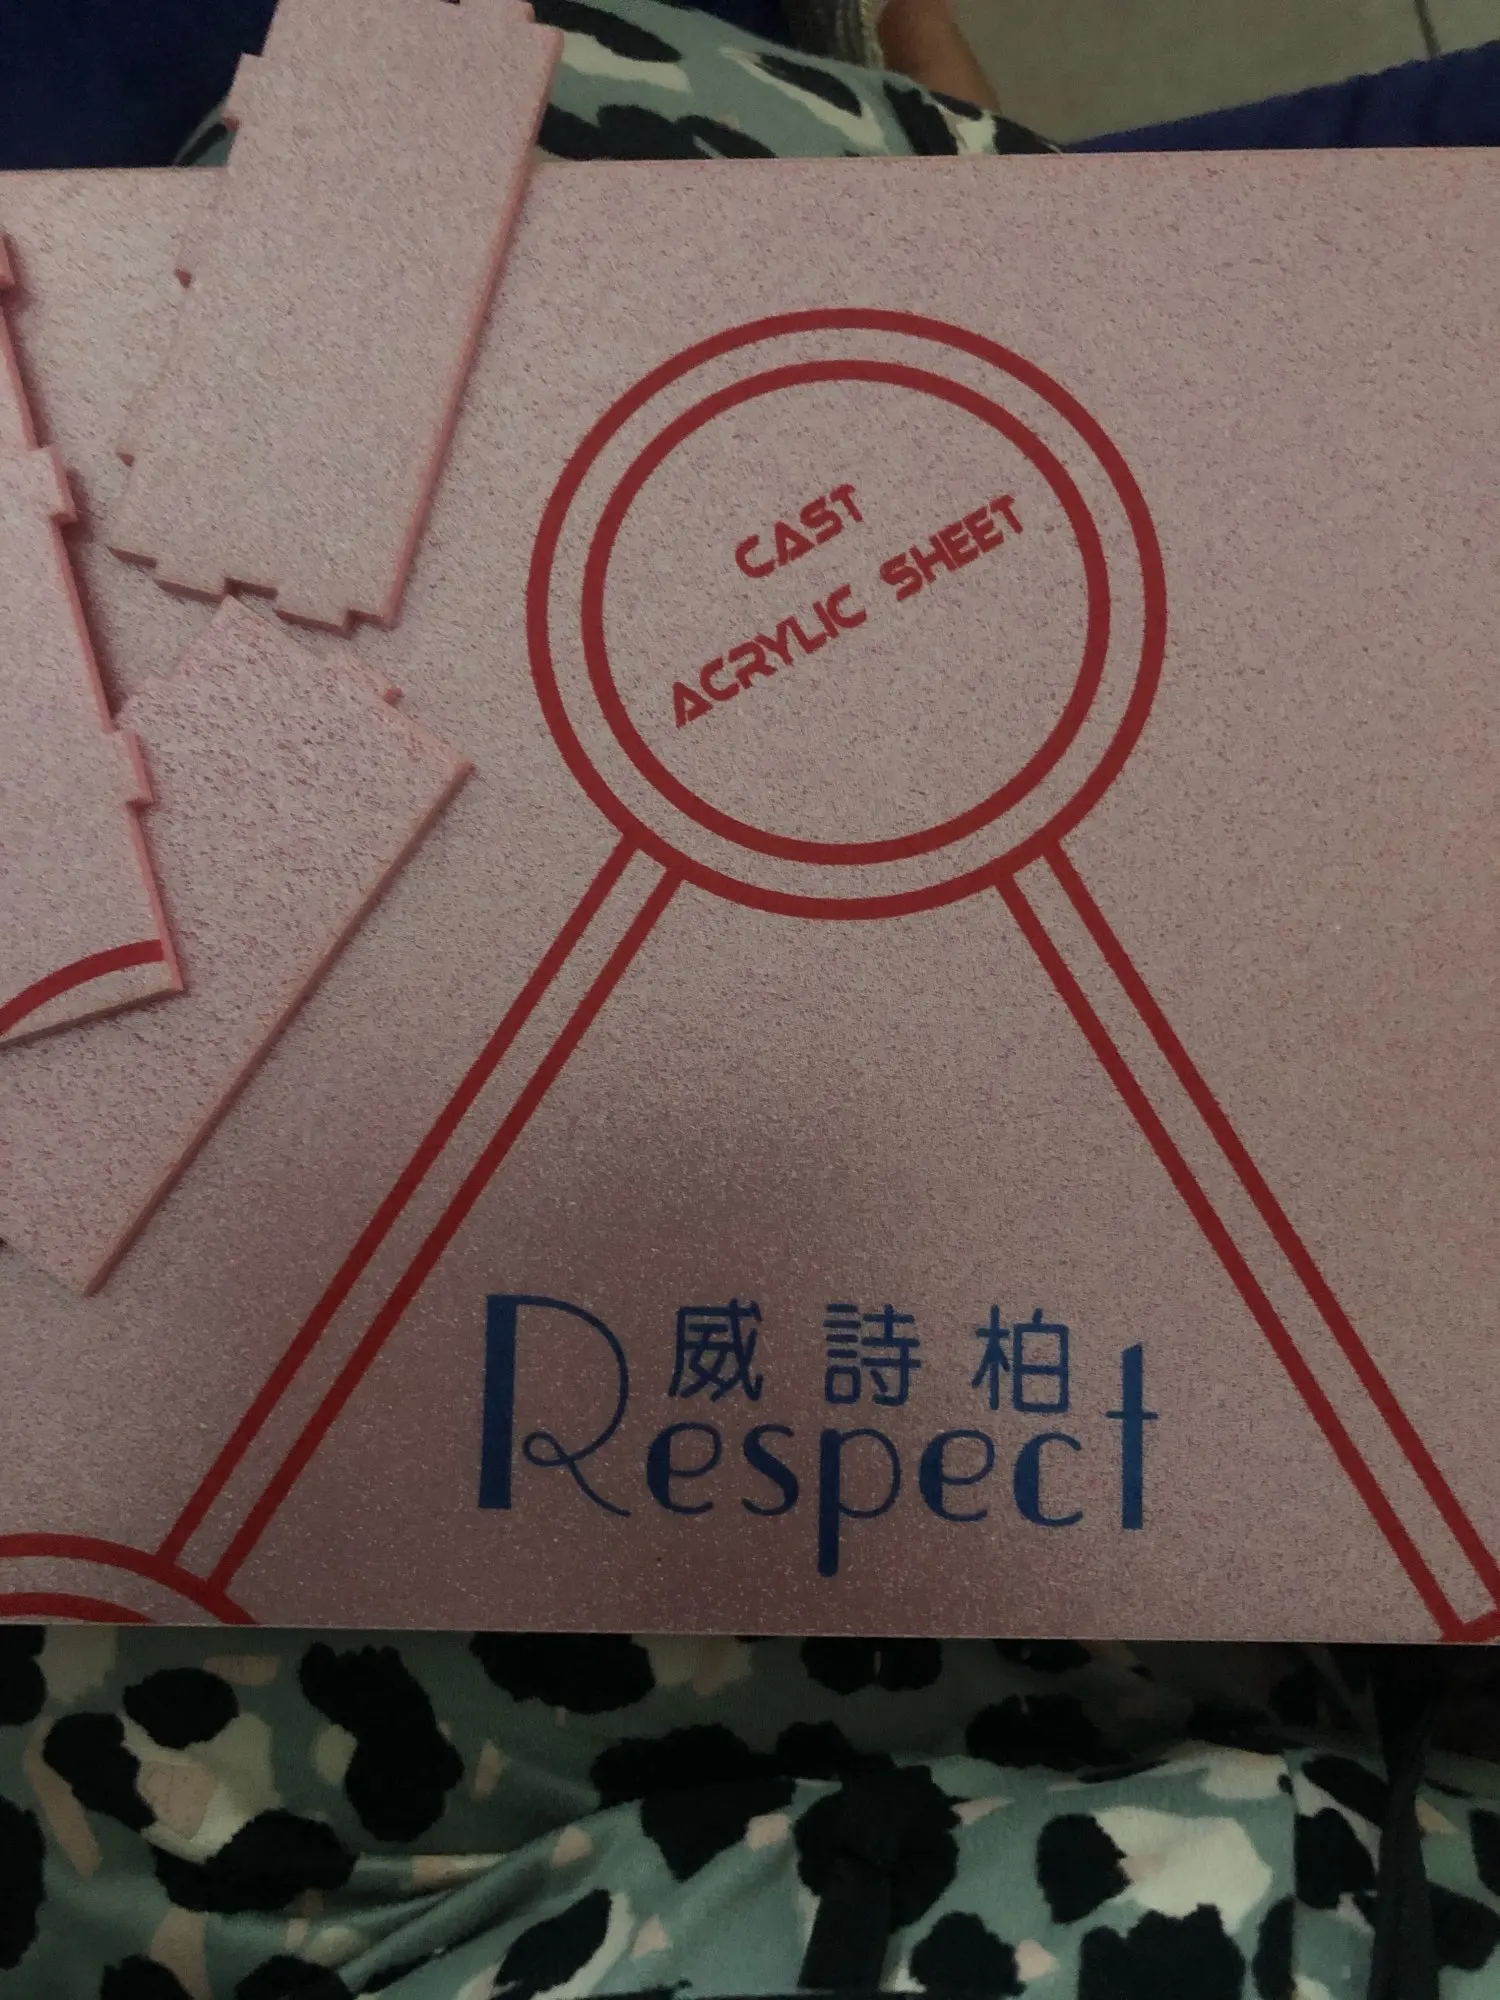 CAST
ACRYLIC SHEET
威詩柏
Respect